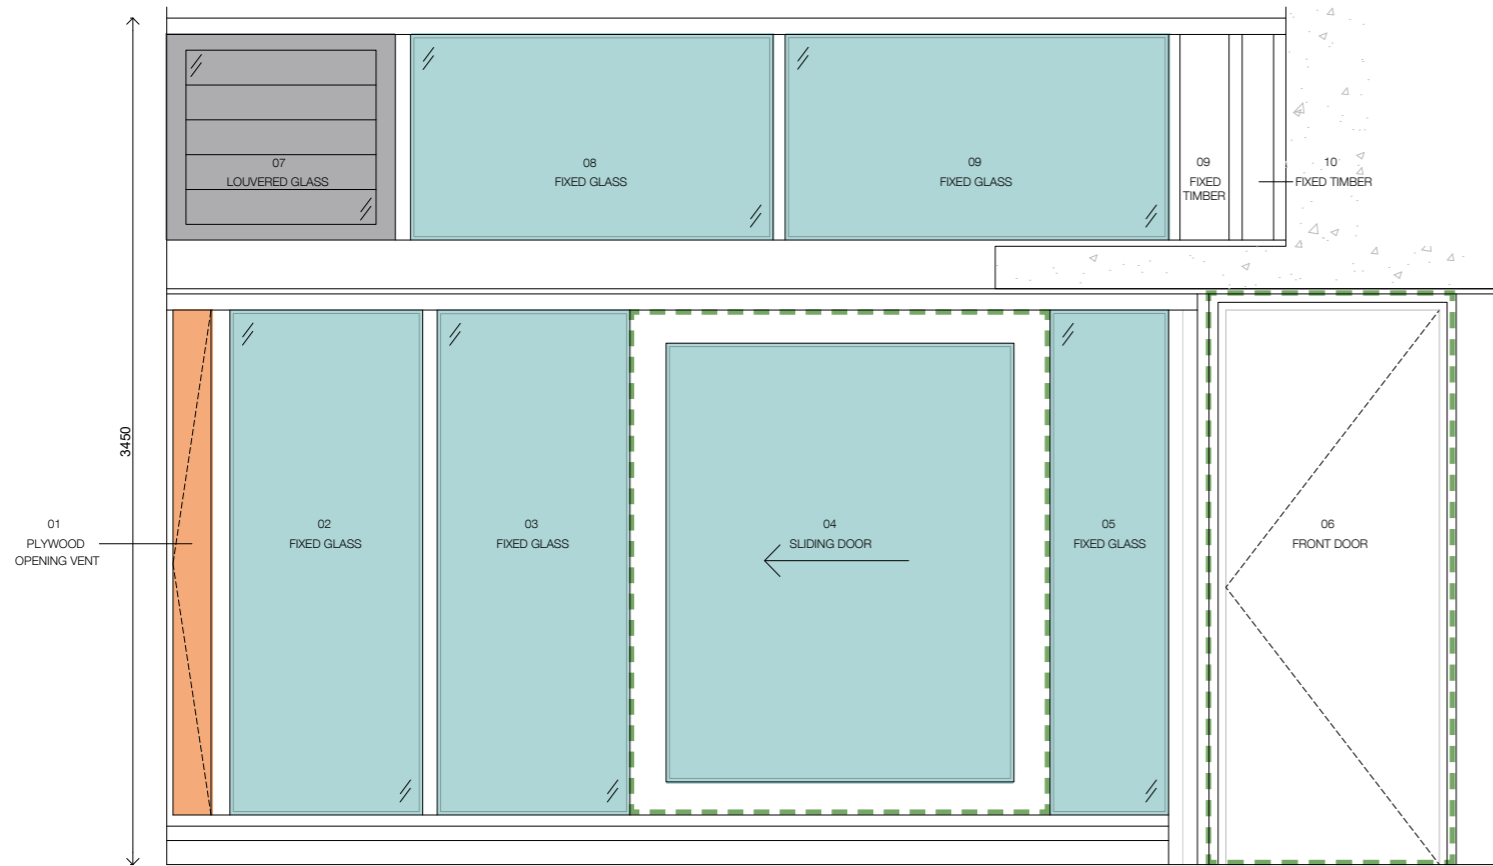 07
LOUVERED GLASS
08
FIXED GLASS
09
FIXED GLASS
09
FIXED
TIMBER
10
FIXED TIMBER
3450
01
PLYWOOD
OPENING VENT
02
FIXED GLASS
03
FIXED GLASS
04
SLIDING DOOR
05
FIXED GLASS
06
FRONT DOOR